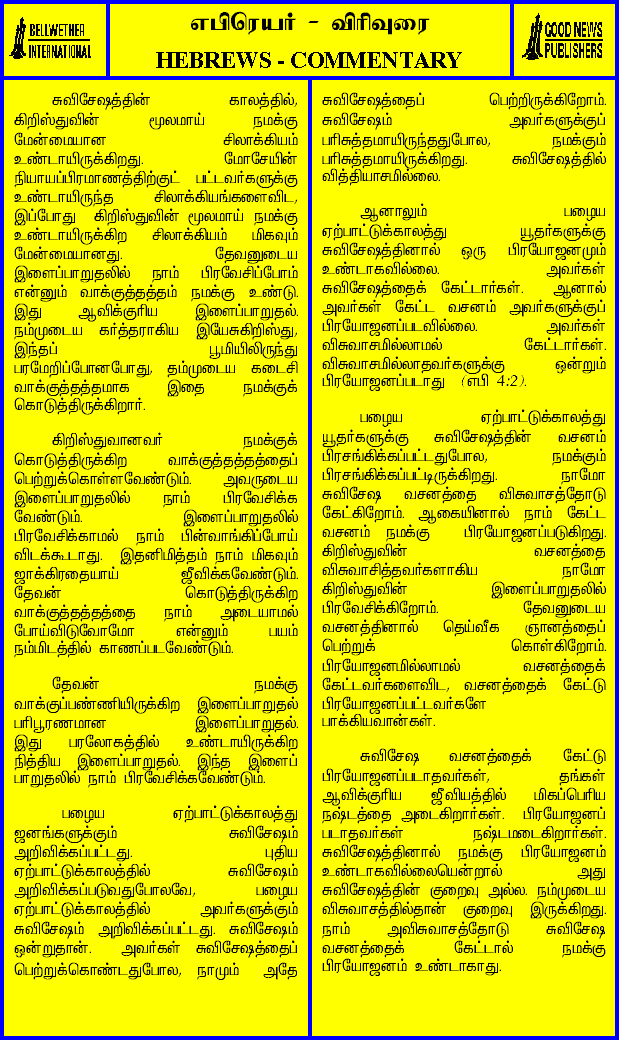 BELLWETHER
INTERNATIONAL
எபிரெயர் - விரிவுரை
HEBREWS - COMMENTARY
GOOD NEWS
PUBLISHERS
சுவிசேஷத்தின் காலத்தில்,
கிறிஸ்துவின் மூலமாய் நமக்கு
மேன்மையான சிலாக்கியம்
உண்டாயிருக்கிறது. மோசேயின்
நியாயப்பிரமாணத்திற்குட் பட்டவர்களுக்கு
உண்டாயிருந்த சிலாக்கியங்களைவிட,
இப்போது கிறிஸ்துவின் மூலமாய் நமக்கு
உண்டாயிருக்கிற சிலாக்கியம் மிகவும்
மேன்மையானது. தேவனுடைய
இளைப்பாறுதலில் நாம் பிரவேசிப்போம்
என்னும் வாக்குத்தத்தம் நமக்கு உண்டு.
இது ஆவிக்குரிய இளைப்பாறுதல்.
நம்முடைய கர்த்தராகிய இயேசுகிறிஸ்து,
இந்தப் பூமியிலிருந்து
பரமேறிப்போனபோது, தம்முடைய கடைசி
வாக்குத்தத்தமாக இதை நமக்குக்
கொடுத்திருக்கிறார்.
கிறிஸ்துவானவர் நமக்குக்
கொடுத்திருக்கிற வாக்குத்தத்தத்தைப்
பெற்றுக்கொள்ளவேண்டும். அவருடைய
இளைப்பாறுதலில் நாம் பிரவேசிக்க
வேண்டும். இளைப்பாறுதலில்
பிரவேசிக்காமல் நாம் பின்வாங்கிப்போய்
விடக்கூடாது. இதனிமித்தம் நாம் மிகவும்
ஜாக்கிரதையாய் ஜீவிக்கவேண்டும்.
தேவன் கொடுத்திருக்கிற
வாக்குத்தத்தத்தை நாம் அடையாமல்
போய்விடுவோமோ என்னும் பயம்
நம்மிடத்தில் காணப்படவேண்டும்.
தேவன் நமக்கு
வாக்குப்பண்ணியிருக்கிற இளைப்பாறுதல்
பரிபூரணமான இளைப்பாறுதல்.
இது பரலோகத்தில் உண்டாயிருக்கிற
நித்திய இளைப்பாறுதல். இந்த இளைப்
பாறுதலில் நாம் பிரவேசிக்கவேண்டும்.
பழைய ஏற்பாட்டுக்காலத்து
ஜனங்களுக்கும் சுவிசேஷம்
அறிவிக்கப்பட்டது. புதிய
ஏற்பாட்டுக்காலத்தில் சுவிசேஷம்
அறிவிக்கப்படுவதுபோலவே, பழைய
ஏற்பாட்டுக்காலத்தில் அவர்களுக்கும்
சுவிசேஷம் அறிவிக்கப்பட்டது. சுவிசேஷம்
ஒன்றுதான். அவர்கள் சுவிசேஷத்தைப்
பெற்றுக்கொண்டதுபோல, நாமும் அதே
சுவிசேஷத்தைப் பெற்றிருக்கிறோம்.
சுவிசேஷம் அவர்களுக்குப்
பரிசுத்தமாயிருந்ததுபோல, நமக்கும்
பரிசுத்தமாயிருக்கிறது. சுவிசேஷத்தில்
வித்தியாசமில்லை.
ஆனாலும் பழைய
ஏற்பாட்டுக்காலத்து யூதர்களுக்கு
சுவிசேஷத்தினால் ஒரு பிரயோஜனமும்
உண்டாகவில்லை. அவர்கள்
சுவிசேஷத்தைக் கேட்டார்கள். ஆனால்
அவர்கள் கேட்ட வசனம் அவர்களுக்குப்
பிரயோஜனப்படவில்லை. அவர்கள்
விசுவாசமில்லாமல் கேட்டார்கள்.
விசுவாசமில்லாதவர்களுக்கு ஒன்றும்
பிரயோஜனப்படாது (எபி 4:2).
பழைய ஏற்பாட்டுக்காலத்து
யூதர்களுக்கு சுவிசேஷத்தின் வசனம்
பிரசங்கிக்கப்பட்டதுபோல, நமக்கும்
பிரசங்கிக்கப்பட்டிருக்கிறது. நாமோ
சுவிசேஷ வசனத்தை விசுவாசத்தோடு
கேட்கிறோம். ஆகையினால் நாம் கேட்ட
வசனம் நமக்கு பிரயோஜனப்படுகிறது.
கிறிஸ்துவின் வசனத்தை
விசுவாசித்தவர்களாகிய நாமோ
கிறிஸ்துவின் இளைப்பாறுதலில்
பிரவேசிக்கிறோம். தேவனுடைய
வசனத்தினால் தெய்வீக ஞானத்தைப்
பெற்றுக் கொள்கிறோம்.
பிரயோஜனமில்லாமல் வசனத்தைக்
கேட்டவர்களைவிட, வசனத்தைக் கேட்டு
பிரயோஜனப்பட்டவர்களே
பாக்கியவான்கள்.
சுவிசேஷ வசனத்தைக் கேட்டு
பிரயோஜனப்படாதவர்கள், தங்கள்
ஆவிக்குரிய ஜீவியத்தில் மிகப்பெரிய
நஷ்டத்தை அடைகிறார்கள். பிரயோஜனப்
படாதவர்கள் நஷ்டமடைகிறார்கள்.
சுவிசேஷத்தினால் நமக்கு பிரயோஜனம்
உண்டாகவில்லையென்றால் அது
சுவிசேஷத்தின் குறைவு அல்ல. நம்முடைய
விசுவாசத்தில்தான் குறைவு இருக்கிறது.
நாம் அவிசுவாசத்தோடு சுவிசேஷ
வசனத்தைக் கேட்டால் நமக்கு
பிரயோஜனம் உண்டாகாது.